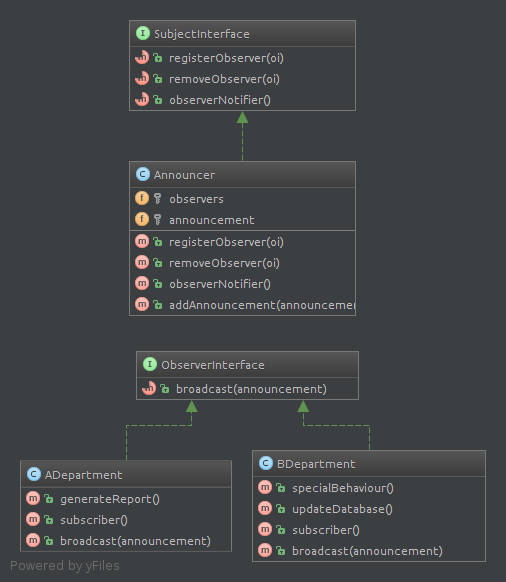 I SubjectInterface
m registerObserver(oi)
m removeObserver(oi)
m observerNotifier()
C Announcer
f observers
f announcement
m registerObserver(oi)
m removeObserver(oi)
m observerNotifier()
m addAnnouncement(announcemen
I ObserverInterface
m broadcast(announcement)
C ADepartment
m generateReport()
m subscriber()
m broadcast(announcement)
C BDepartment
m specialBehaviour()
m updateDatabase()
m subscriber()
m broadcast(announcement)
Powered by yFiles